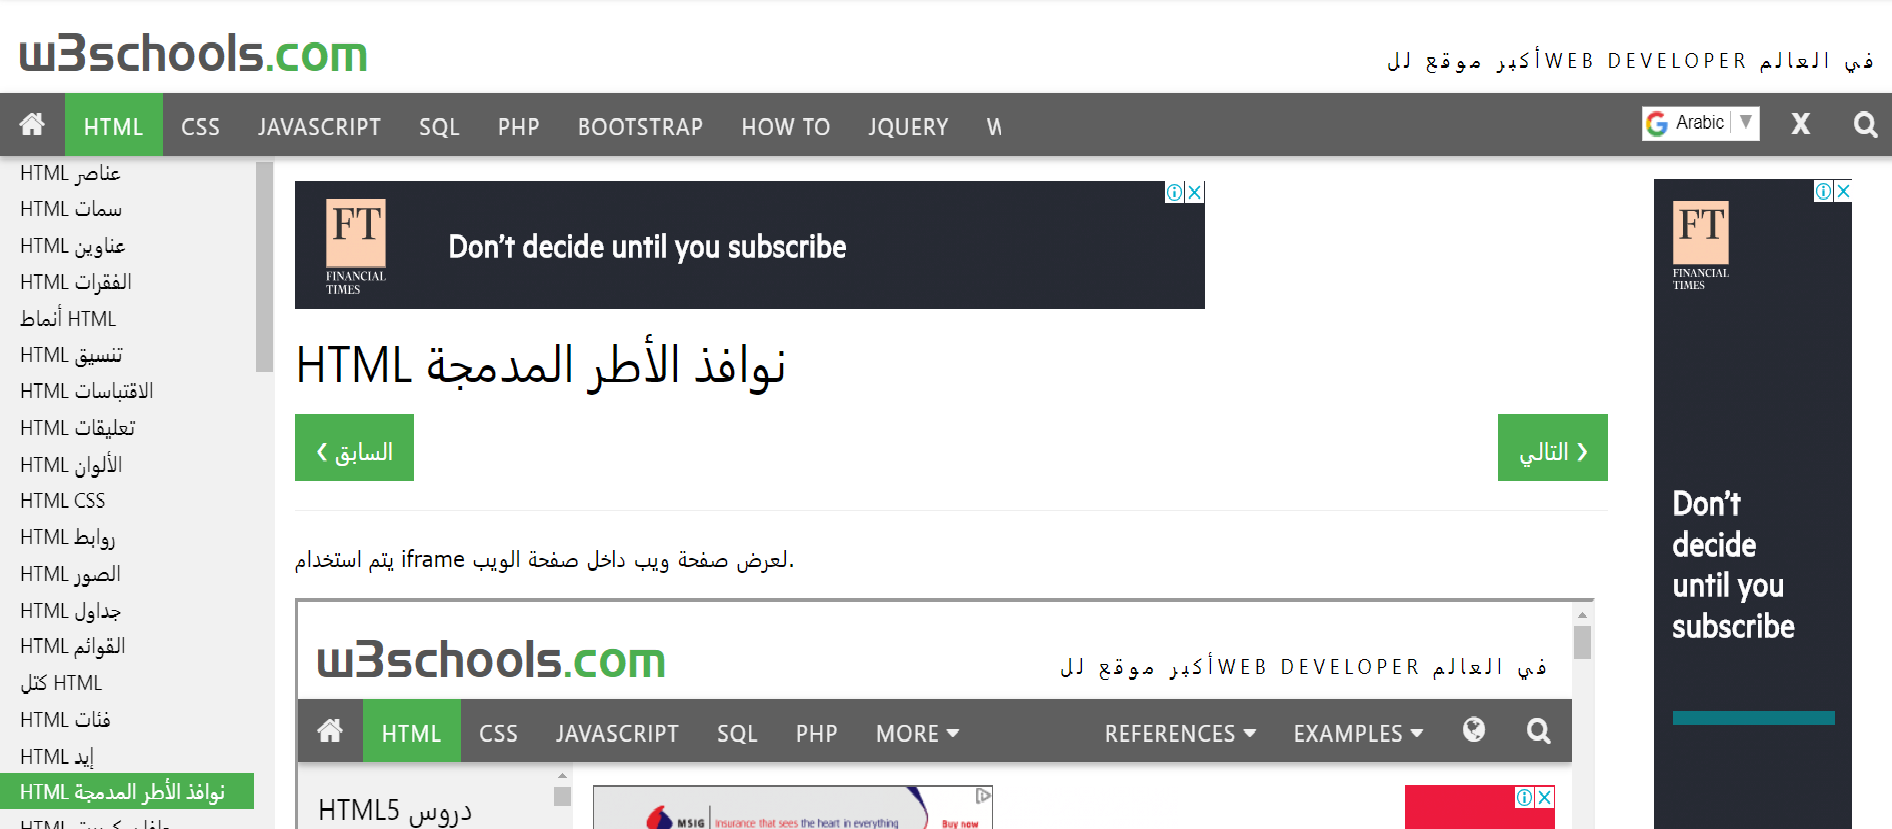 w3schools.com
أكبر موقع للWEB DEVELOPER في العالم
HTML CSS JAVASCRIPT SQL PHP BOOTSTRAP HOW TO JQUERY
Arabic
X
HTML عناصر
HTML سمات
HTML عناوين
HTML الفقرات
أنماط HTML
HTML تنسيق
HTML الاقتباسات
HTML تعليقات
HTML الألوان
HTML CSS
HTML روابط
HTML الصور
HTML جداول
HTML القوائم
كتل HTML
HTML فئات
HTML إيد
HTML نوافذ الأطر المدمجة
FT
FINANCIAL
TIMES
Don't decide until you subscribe
HTML نوافذ الأطر المدمجة
❮ السابق
التالي ❯
يتم استخدام iframe لعرض صفحة ويب داخل صفحة الويب.
w3schools.com
أكبر موقع للWEB DEVELOPER في العالم
HTML CSS JAVASCRIPT SQL PHP MORE REFERENCES EXAMPLES
HTML5 دروس
MSIG Insurance that sees the heart in everything Buy now
FT
FINANCIAL
TIMES
Don't
decide
until you
subscribe